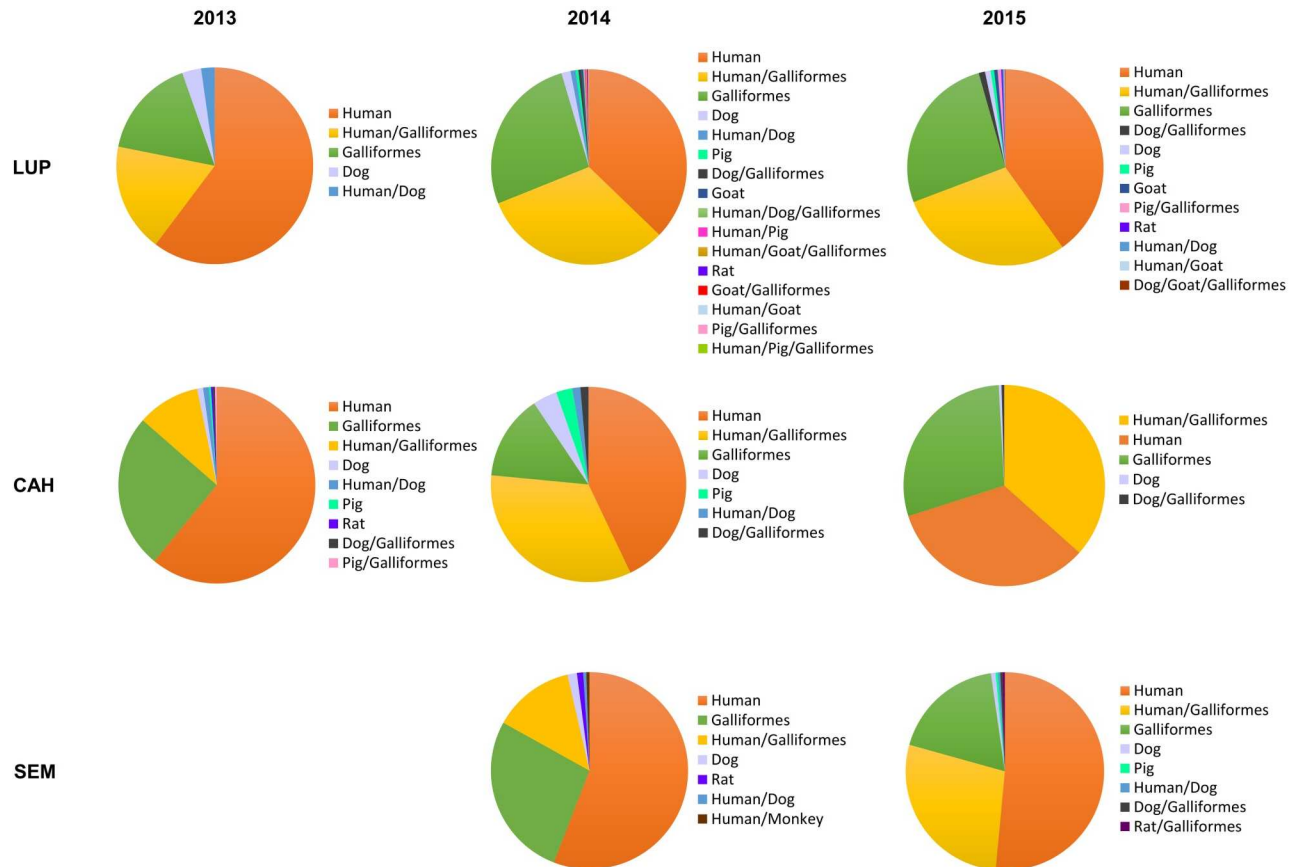 2013
2014
2015
LUP
Human
Human/Galliformes
Galliformes
Dog
Human/Dog
Human
Human/Galliformes
Galliformes
Dog
Human/Dog
Pig
Dog/Galliformes
Goat
Human/Dog/Galliformes
Human/Pig
Human/Goat/Galliformes
Rat
Goat/Galliformes
Human/Goat
Pig/Galliformes
Human/Pig/Galliformes
Human
Human/Galliformes
Galliformes
Dog/Galliformes
Dog
Pig
Goat
Pig/Galliformes
Rat
Human/Dog
Human/Goat
Dog/Goat/Galliformes
CAH
Human
Galliformes
Human/Galliformes
Dog
Human/Dog
Pig
Rat
Dog/Galliformes
Pig/Galliformes
Human
Human/Galliformes
Galliformes
Dog
Pig
Human/Dog
Dog/Galliformes
Human/Galliformes
Human
Galliformes
Dog
Dog/Galliformes
SEM
Human
Galliformes
Human/Galliformes
Dog
Rat
Human/Dog
Human/Monkey
Human
Human/Galliformes
Galliformes
Dog
Pig
Human/Dog
Dog/Galliformes
Rat/Galliformes